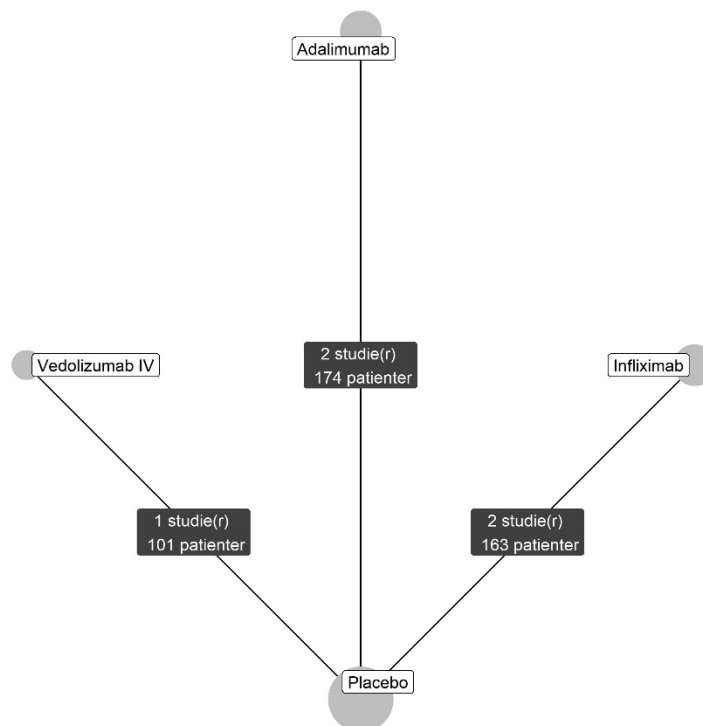 Adalimumab
2 studie(r)
174 patienter
Vedolizumab IV
Infliximab
1 studie(r)
101 patienter
2 studie(r)
163 patienter
Placebo